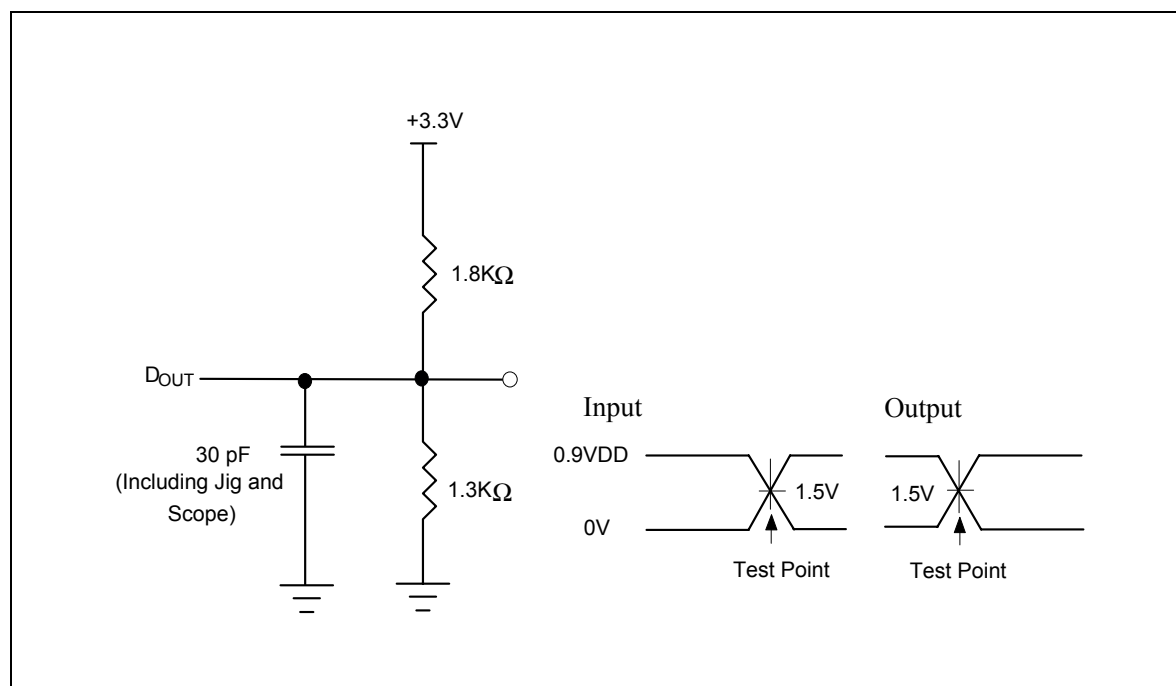 +3.3V
1.8KΩ
DOUT
30 pF
(Including Jig and
Scope)
1.3KΩ
Input
Output
0.9VDD
1.5V
1.5V
0V
Test Point
Test Point